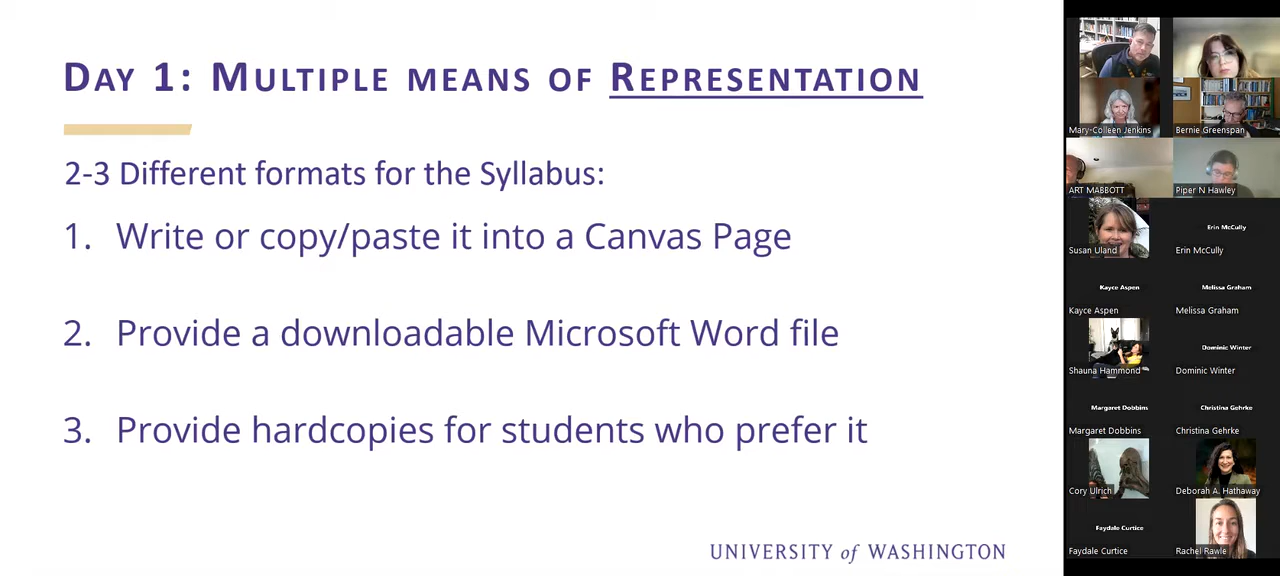 DAY 1: MULTIPLE MEANS OF REPRESENTATION
2-3 Different formats for the Syllabus:
1. Write or copy/paste it into a Canvas Page
2. Provide a downloadable Microsoft Word file
3. Provide hardcopies for students who prefer it
UNIVERSITY of WASHINGTON
Mary-Colleen Jenkins
Bernie Greenspan
ART MABBOTT
Piper N Hawley
Susan Uland
Erin McCully
Erin McCully
Kayce Aspen
Melissa Graham
Kayce Aspen
Melissa Graham
Shauna Hammond
Dominic Winter
Dominic Winter
Margaret Dobbins
Christina Gehrke
Margaret Dobbins
Christina Gehrke
Cory Ulrich
Deborah A. Hathaway
Faydale Curtice
Faydale Curtice
Rachel Rawle